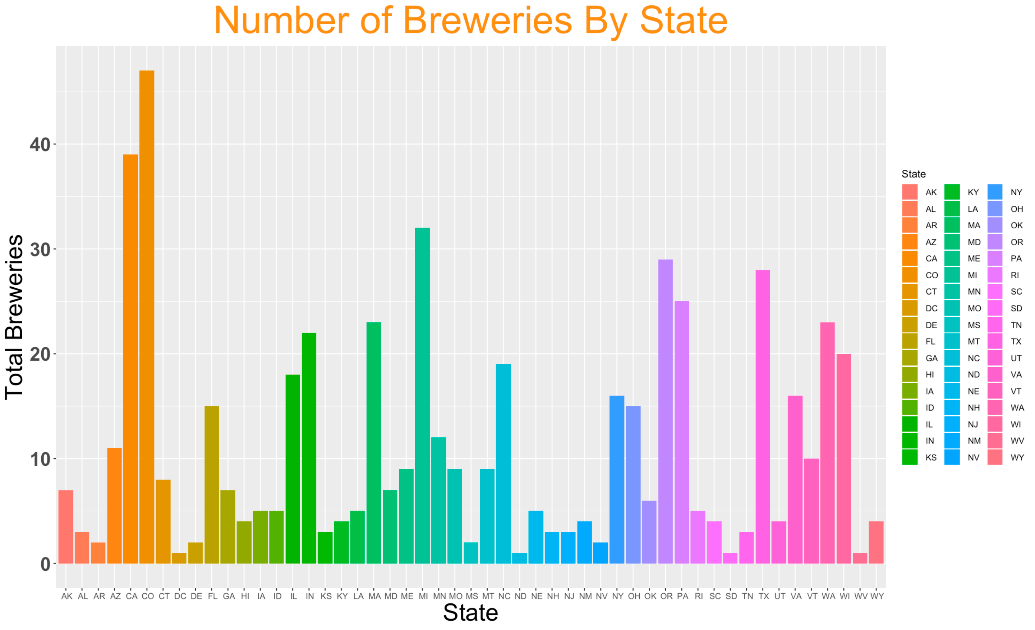 Number of Breweries By State
Total Breweries
40
30
20
10
0
AK AL AR AZ CA CO CT DC DE FL GA HI IA ID IL IN KS KY LA MA MD ME MI MN MO MS MT NC ND NE NH NJ NM NV NY OH OK OR PA RI SC SD TN TX UT VA VT WA WI WV WY
State
State
AK KY NY
AL LA OH
AR MA OK
AZ MD OR
CA ME PA
CO MI RI
CT MN SC
DC MO SD
DE MS TN
FL MT TX
GA NC UT
HI ND VA
IA NE VT
ID NH WA
IL NJ WI
IN NM WV
KS NV WY